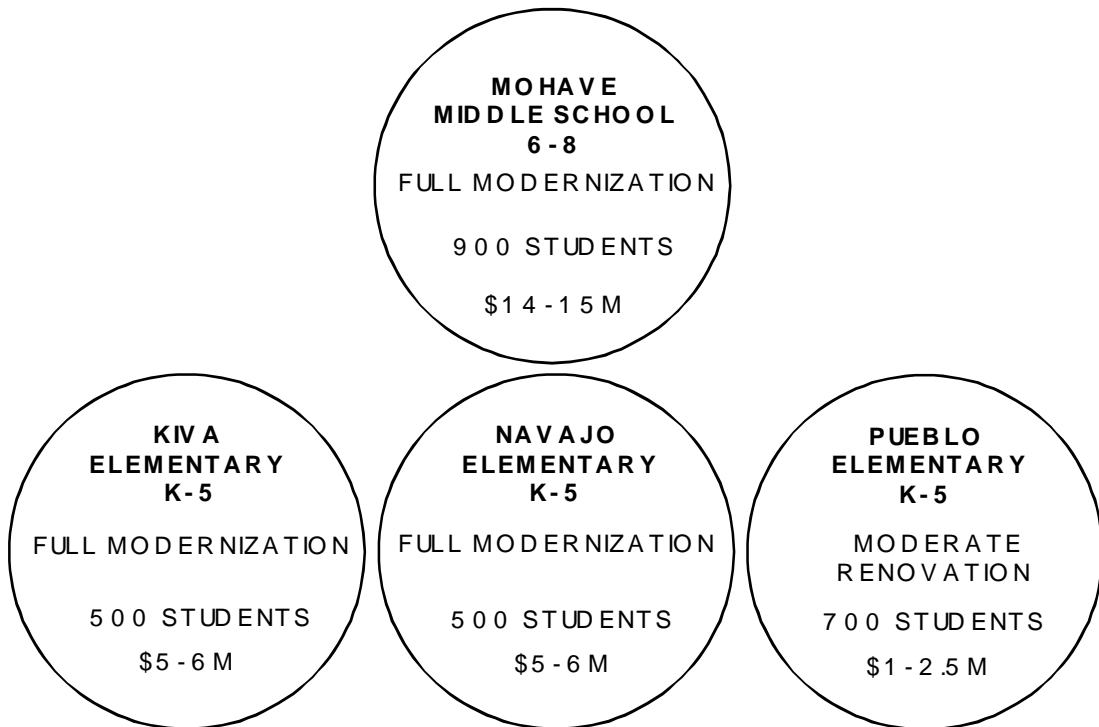 MOHAVE
MIDDLE SCHOOL
6-8
FULL MODERNIZATION
900 STUDENTS
$14-15M
KIVA
ELEMENTARY
K-5
FULL MODERNIZATION
500 STUDENTS
$5-6M
NAVAJO
ELEMENTARY
K-5
FULL MODERNIZATION
500 STUDENTS
$5-6M
PUEBLO
ELEMENTARY
K-5
MODERATE
RENOVATION
700 STUDENTS
$1-2.5M